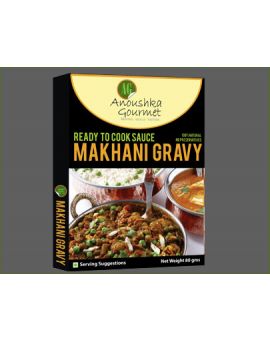 Anoushka
Gourmet
READY TO COOK SAUCE
100% NATURAL
NO PRESERVATIVES
MAKHANI GRAVY
MAKHANI GRAVY
Serving Suggestions
Net Weight 80 gms